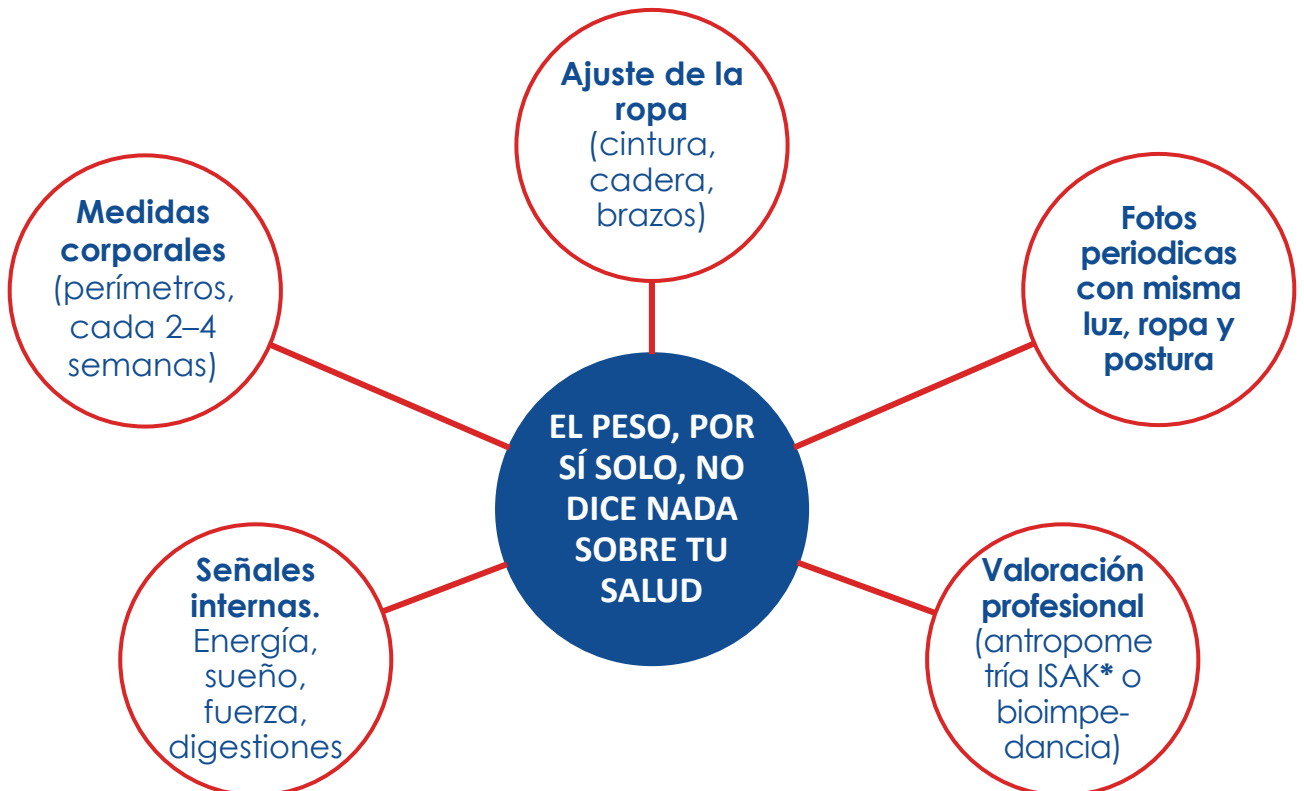 Ajuste de la
ropa
(cintura,
cadera,
brazos)
Medidas
corporales
(perímetros,
cada 2–4
semanas)
Fotos
periodicas
con misma
luz, ropa y
postura
EL PESO, POR
SÍ SOLO, NO
DICE NADA
SOBRE TU
SALUD
Señales
internas.
Energía,
sueño,
fuerza,
digestiones
Valoración
profesional
(antropome
tría ISAK* o
bioimpe-
dancia)